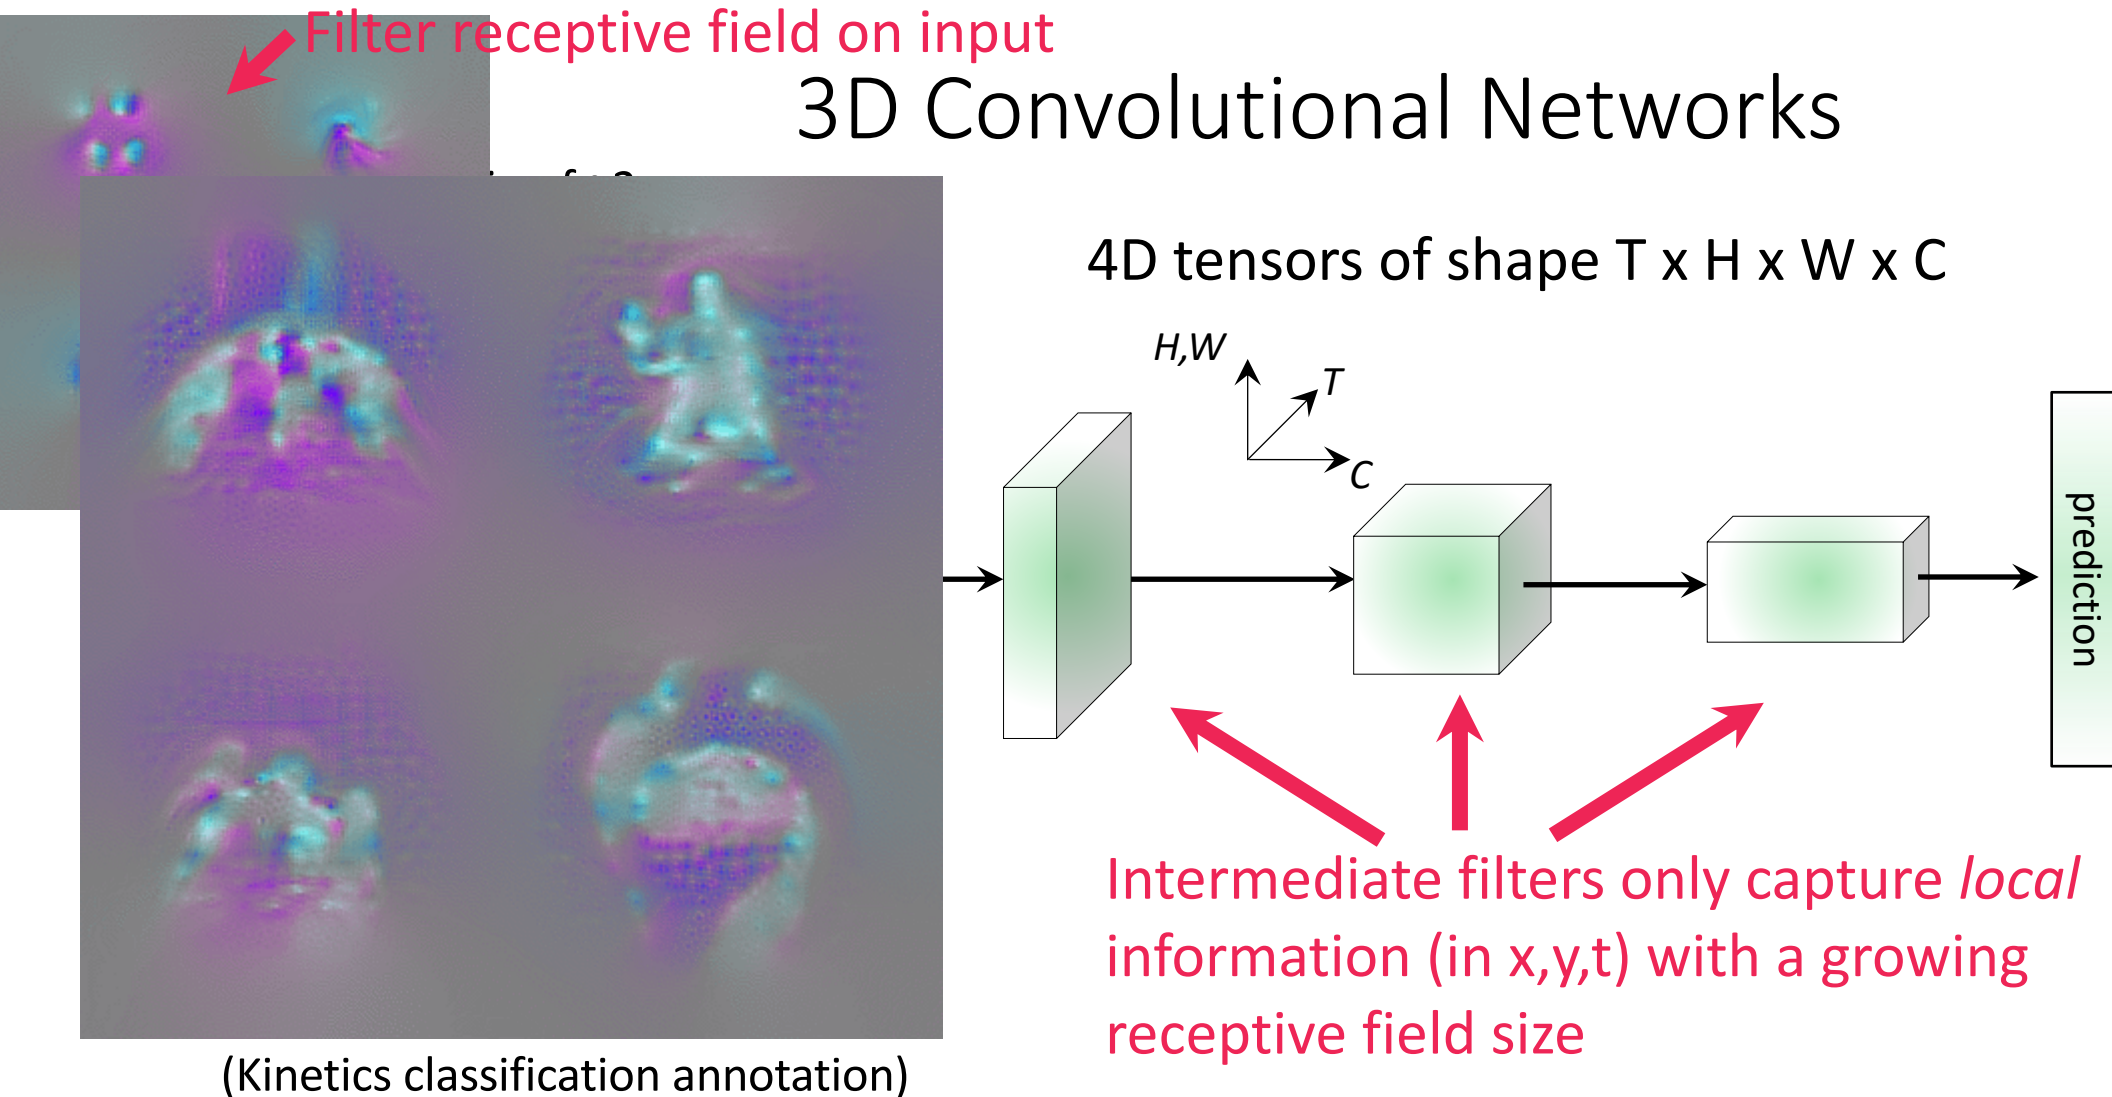 Filter receptive field on input
3D Convolutional Networks
4D tensors of shape T x H x W x C
H,W
T
C
prediction
Intermediate filters only capture local
information (in x,y,t) with a growing
receptive field size
(Kinetics classification annotation)